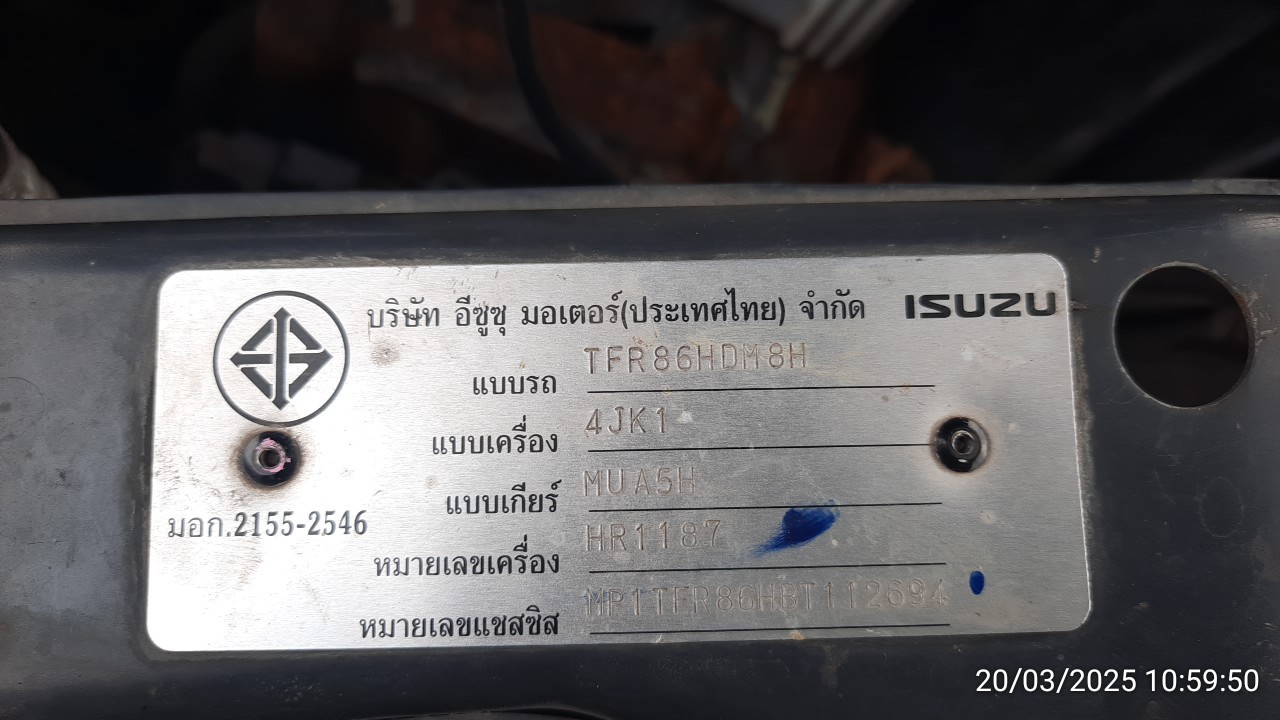 บริษัท อีซูซุ มอเตอร์(ประเทศไทย) จำกัด ISUZU
แบบรถ TFR86HDM8H
แบบเครื่อง 4JK1
แบบเกียร์ MUA5H
มอก.2155-2546
หมายเลขเครื่อง HR1187
หมายเลขแชสซิส MP1TFR86HBT112694
20/03/2025 10:59:50